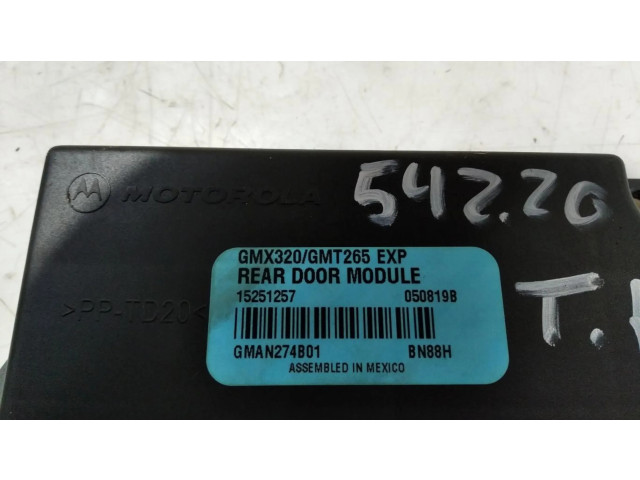 MOTOROLA
542.20
GMX320/GMT265 EXP
REAR DOOR MODULE
15251257 050819B
GMAN274B01 BN88H
ASSEMBLED IN MEXICO
>PP-TD20<
T.